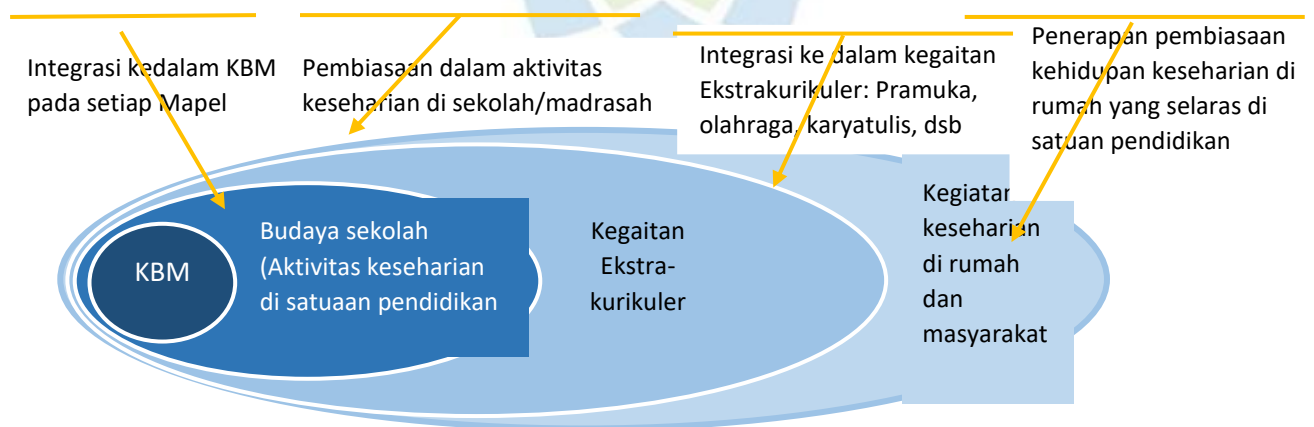 Integrasi kedalam KBM
pada setiap Mapel
Pembiasaan dalam aktivitas
keseharian di sekolah/madrasah
Integrasi ke dalam kegaitan
Ekstrakurikuler: Pramuka,
olahraga, karyatulis, dsb
Penerapan pembiasaan
kehidupan keseharian di
rumah yang selaras di
satuan pendidikan
KBM
Budaya sekolah
(Aktivitas keseharian
di satuaan pendidikan
Kegaitan
Ekstra-
kurikuler
Kegiatan
keseharian
di rumah
dan
masyarakat